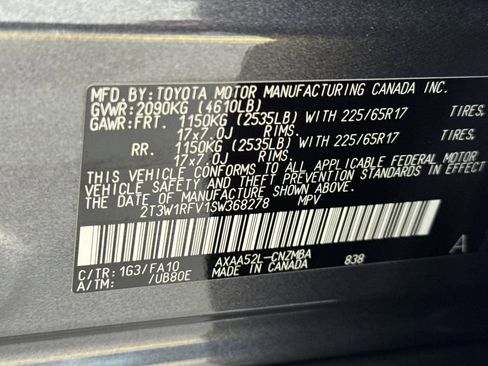 MFD. BY: TOYOTA MOTOR MANUFACTURING CANADA INC.
GVWR: 2090KG (4610LB)
GAWR: FRT. 1150KG (2535LB) WITH 225/65R17 TIRES,
17x7.0J RIMS.
RR. 1150KG (2535LB) WITH 225/65R17 TIRES,
17x7.0J RIMS.
THIS VEHICLE CONFORMS TO ALL APPLICABLE FEDERAL MOTOR
VEHICLE SAFETY AND THEFT PREVENTION STANDARDS IN EFFECT
THE DATE OF MANUFACTURE SHOWN ABOVE.
2T3W1RFV1SW368278 MPV
C/TR: 1G3/FA10 AXAA52L-CNZMBA A
A/TM: /UB80E MADE IN CANADA 838